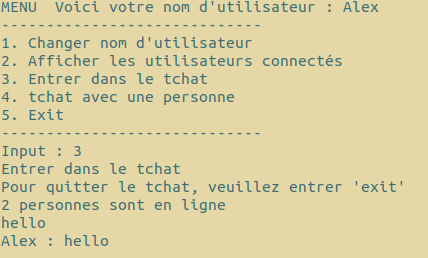 MENU  Voici votre nom d'utilisateur : Alex
-----------------------------
1. Changer nom d'utilisateur
2. Afficher les utilisateurs connectés
3. Entrer dans le tchat
4. tchat avec une personne
5. Exit
-----------------------------
Input : 3
Entrer dans le tchat
Pour quitter le tchat, veuillez entrer 'exit'
2 personnes sont en ligne
hello
Alex : hello